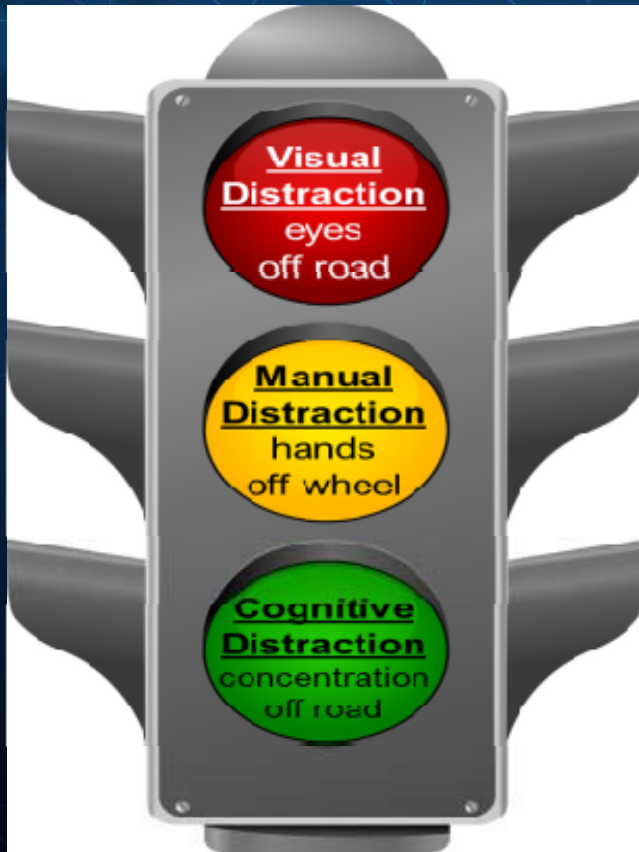 Visual
Distraction
eyes
off road
Manual
Distraction
hands
off wheel
Cognitive
Distraction
concentration
off road